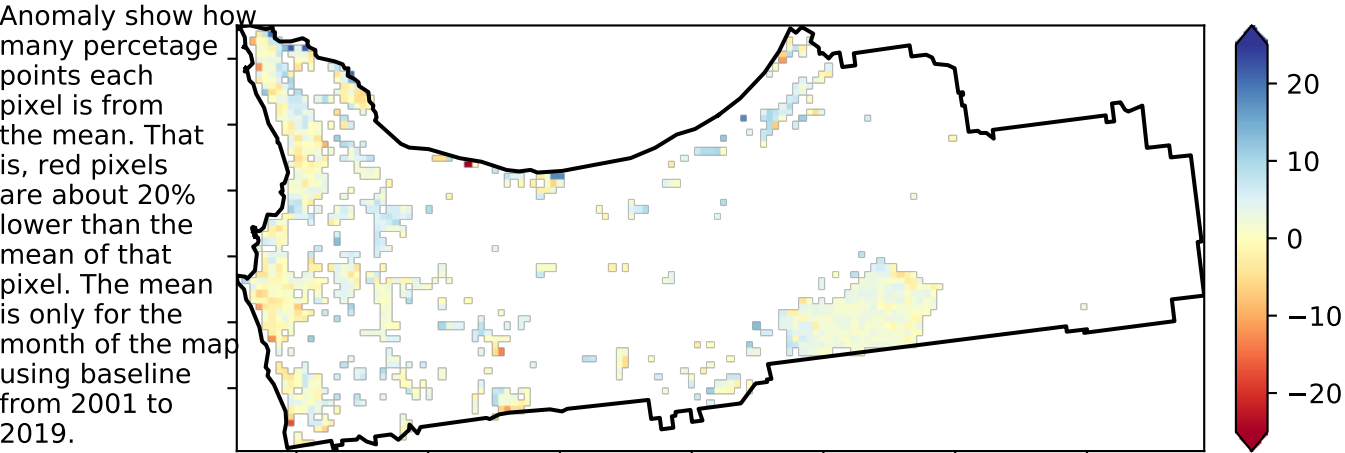 Anomaly show how
many percetage
points each
pixel is from
the mean. That
is, red pixels
are about 20%
lower than the
mean of that
pixel. The mean
is only for the
month of the map
using baseline
from 2001 to
2019.
20
10
0
−10
−20